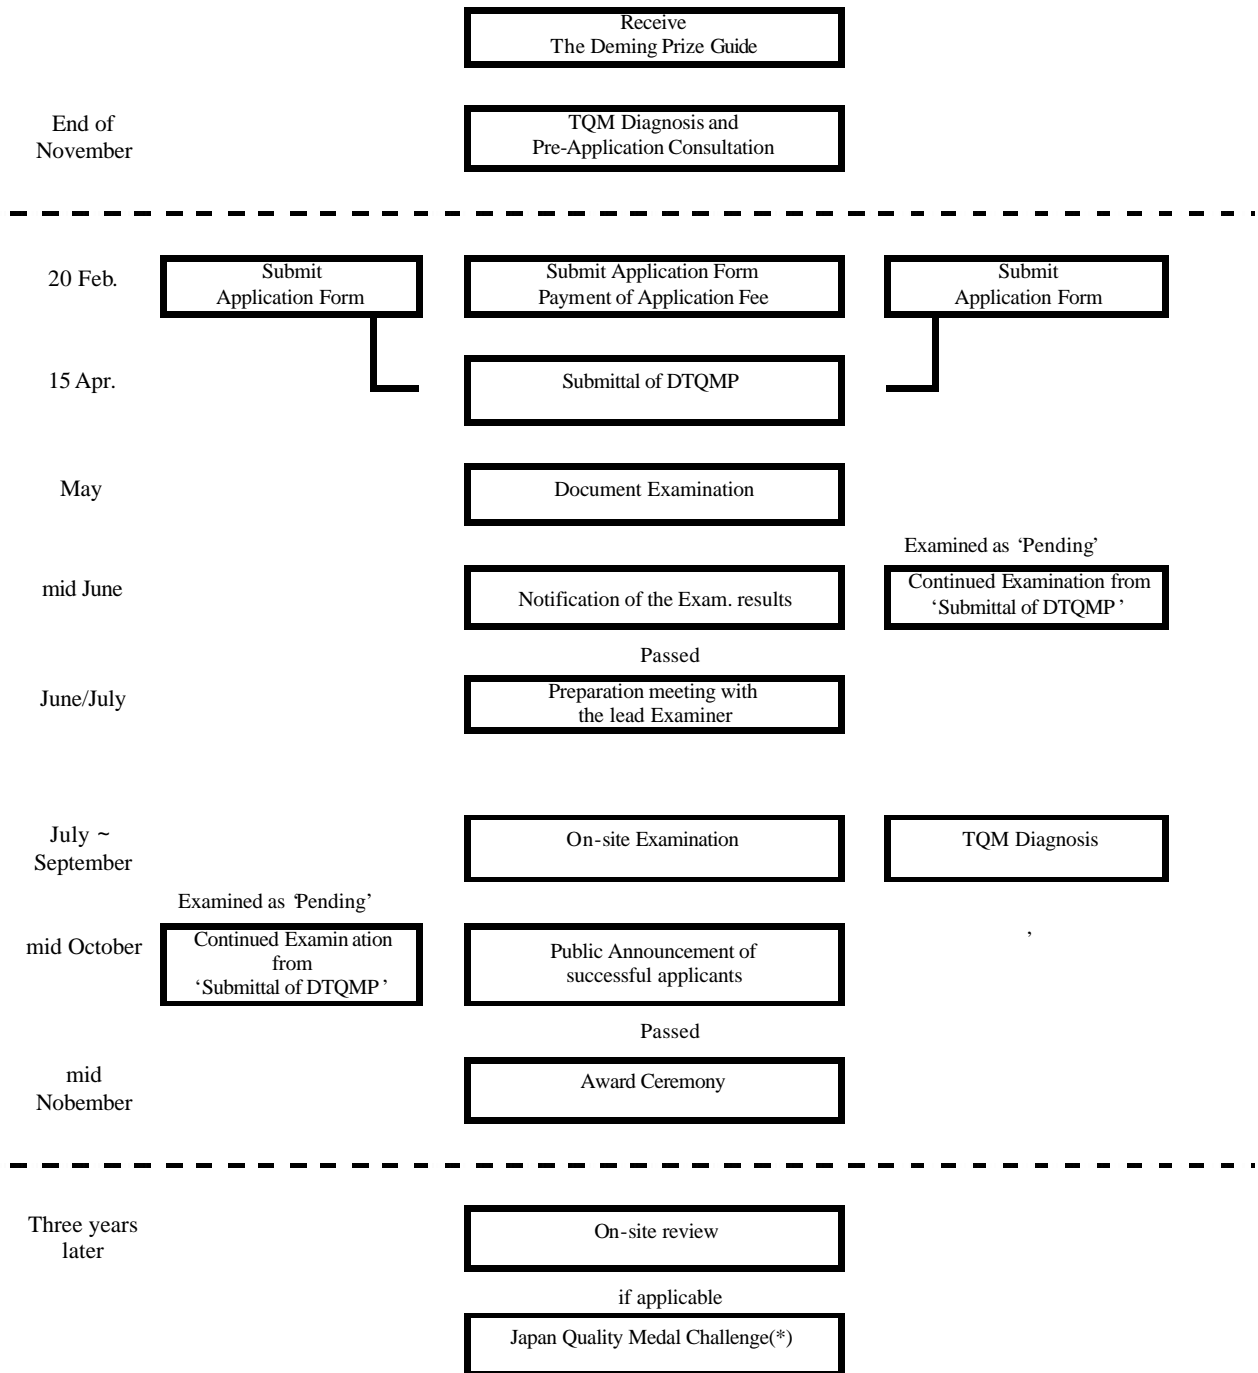 Receive
The Deming Prize Guide
End of
November
TQM Diagnosis and
Pre-Application Consultation
20 Feb.
Submit
Application Form
Submit Application Form
Payment of Application Fee
Submit
Application Form
15 Apr.
Submittal of DTQMP
May
Document Examination
Examined as ‘Pending’
mid June
Notification of the Exam. results
Continued Examination from
‘Submittal of DTQMP’
Passed
June/July
Preparation meeting with
the lead Examiner
July ~
September
On-site Examination
TQM Diagnosis
Examined as ‘Pending’
mid October
Continued Examin ation
from
‘Submittal of DTQMP’
Public Announcement of
successful applicants
’
Passed
mid
Nobember
Award Ceremony
Three years
later
On-site review
if applicable
Japan Quality Medal Challenge(*)